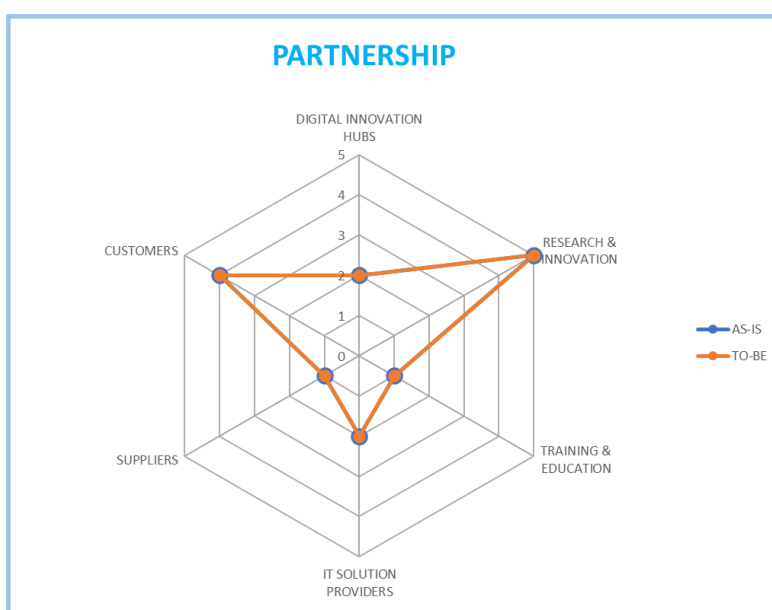 PARTNERSHIP
DIGITAL INNOVATION
HUBS
5
4
3
2
1
0
RESEARCH &
INNOVATION
CUSTOMERS
AS-IS
TO-BE
SUPPLIERS
TRAINING &
EDUCATION
IT SOLUTION
PROVIDERS